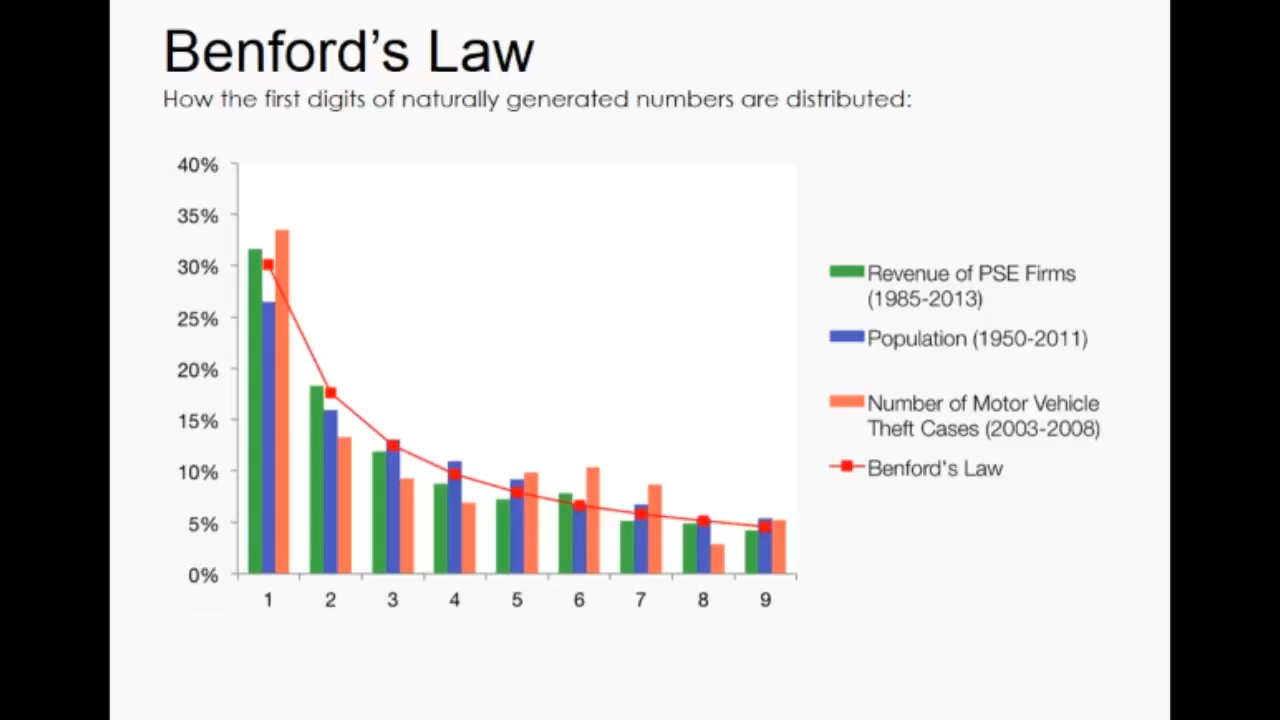 Benford's Law
How the first digits of naturally generated numbers are distributed:
40%
35%
30%
25%
20%
15%
10%
5%
0%
1 2 3 4 5 6 7 8 9
Revenue of PSE Firms
(1985-2013)
Population (1950-2011)
Number of Motor Vehicle
Theft Cases (2003-2008)
Benford's Law